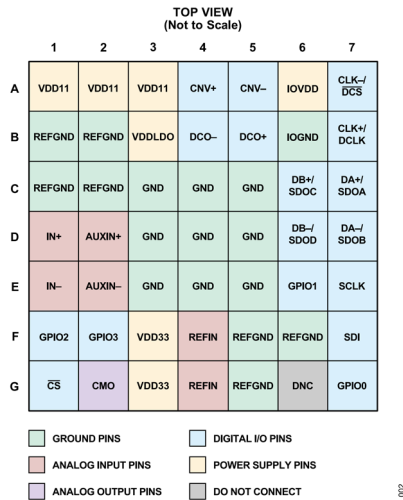 TOP VIEW
(Not to Scale)
1 2 3 4 5 6 7
A VDD11 VDD11 VDD11 CNV+ CNV– IOVDD CLK–/
DCS
B REFGND REFGND VDDLDO DCO– DCO+ IOGND CLK+/
DCLK
C REFGND REFGND GND GND GND DB+/
SDOC DA+/
SDOA
D IN+ AUXIN+ GND GND GND DB–/
SDOD DA–/
SDOB
E IN– AUXIN– GND GND GND GPIO1 SCLK
F GPIO2 GPIO3 VDD33 REFIN REFGND REFGND SDI
G CS CMO VDD33 REFIN REFGND DNC GPIO0
GROUND PINS DIGITAL I/O PINS
ANALOG INPUT PINS POWER SUPPLY PINS
ANALOG OUTPUT PINS DO NOT CONNECT
002